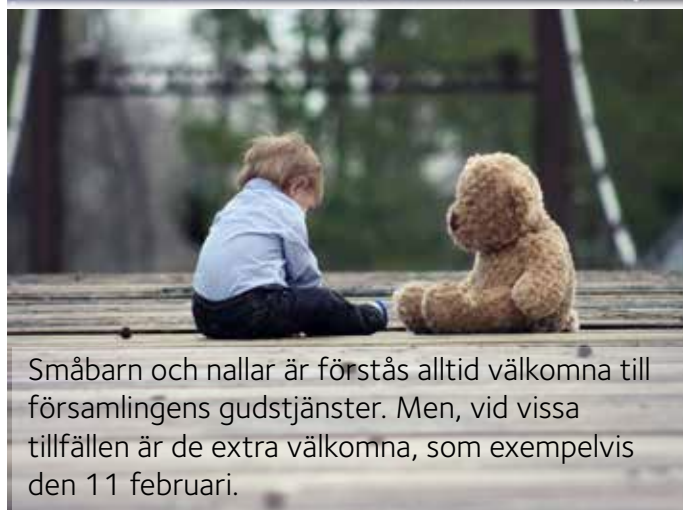 Småbarn och nallar är förstås alltid välkomna till
församlingens gudstjänster. Men, vid vissa
tillfällen är de extra välkomna, som exempelvis
den 11 februari.